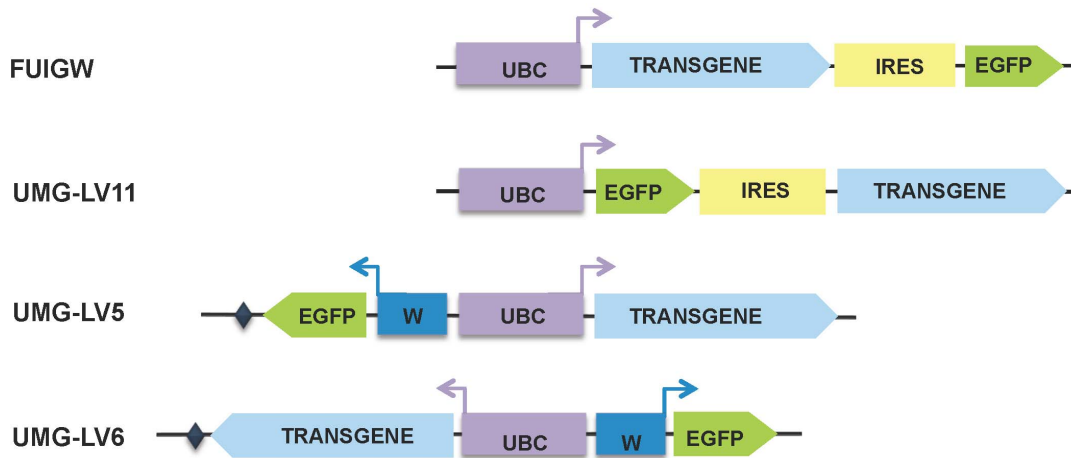 FUIGW UBC TRANSGENE IRES EGFP
UMG-LV11 UBC EGFP IRES TRANSGENE
UMG-LV5 EGFP W UBC TRANSGENE
UMG-LV6 TRANSGENE UBC W EGFP